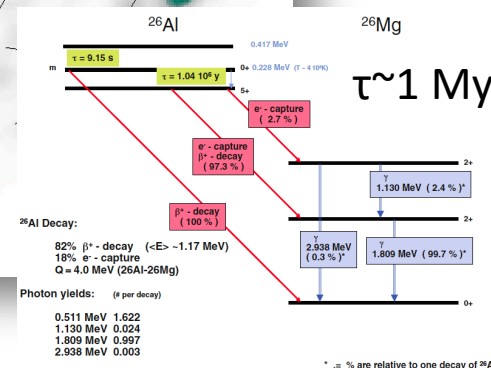 ²⁶Al
²⁶Mg
0.417 MeV
τ = 9.15 s
m
0+ 0.228 MeV (T ~ 4 10⁸K)
τ = 1.04 10⁶ y
5+
τ~1 My
e⁻ - capture
( 2.7 % )
e⁻ - capture
β⁺ - decay
( 97.3 % )
2+
γ
1.130 MeV ( 2.4 % )*
β⁺ - decay
( 100 % )
2+
γ
2.938 MeV
( 0.3 % )*
γ
1.809 MeV ( 99.7 % )*
0+
²⁶Al Decay:
82% β⁺ - decay (<E> ~1.17 MeV)
18% e⁻ - capture
Q = 4.0 MeV (26Al-26Mg)
Photon yields: (# per decay)
0.511 MeV 1.622
1.130 MeV 0.024
1.809 MeV 0.997
2.938 MeV 0.003
* .= % are relative to one decay of ²⁶A